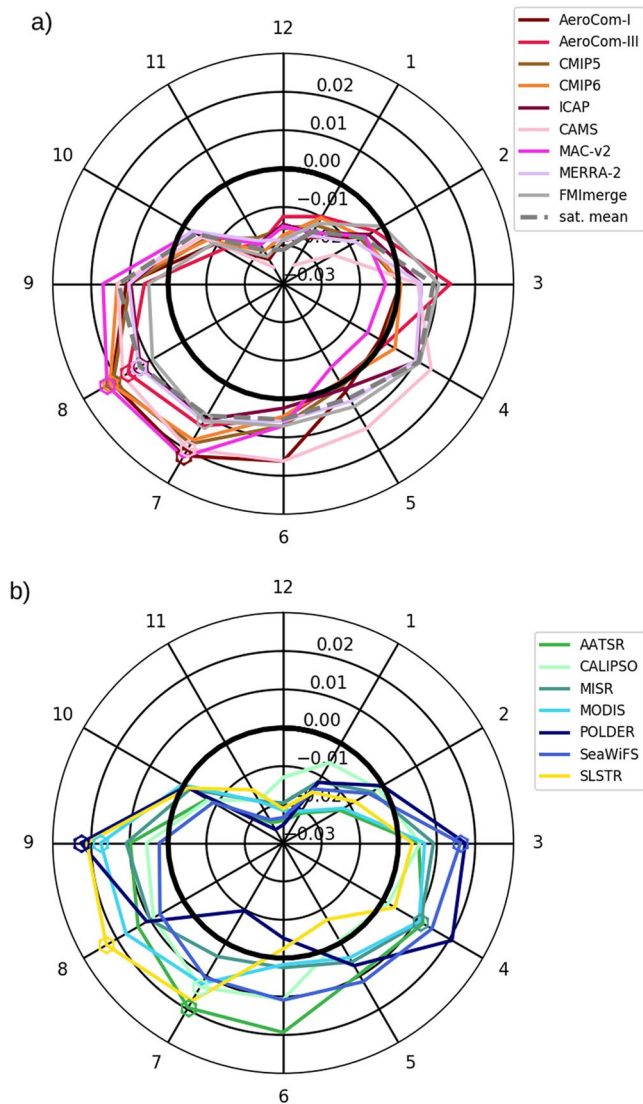 a)
12
11
1
10
2
9
3
8
4
7
5
6
0.02
0.01
0.00
−0.01
−0.03
AeroCom-I
AeroCom-III
CMIP5
CMIP6
ICAP
CAMS
MAC-v2
MERRA-2
FMImerge
sat. mean
b)
12
11
1
10
2
9
3
8
4
7
5
6
0.02
0.01
0.00
−0.01
−0.02
−0.03
AATSR
CALIPSO
MISR
MODIS
POLDER
SeaWiFS
SLSTR